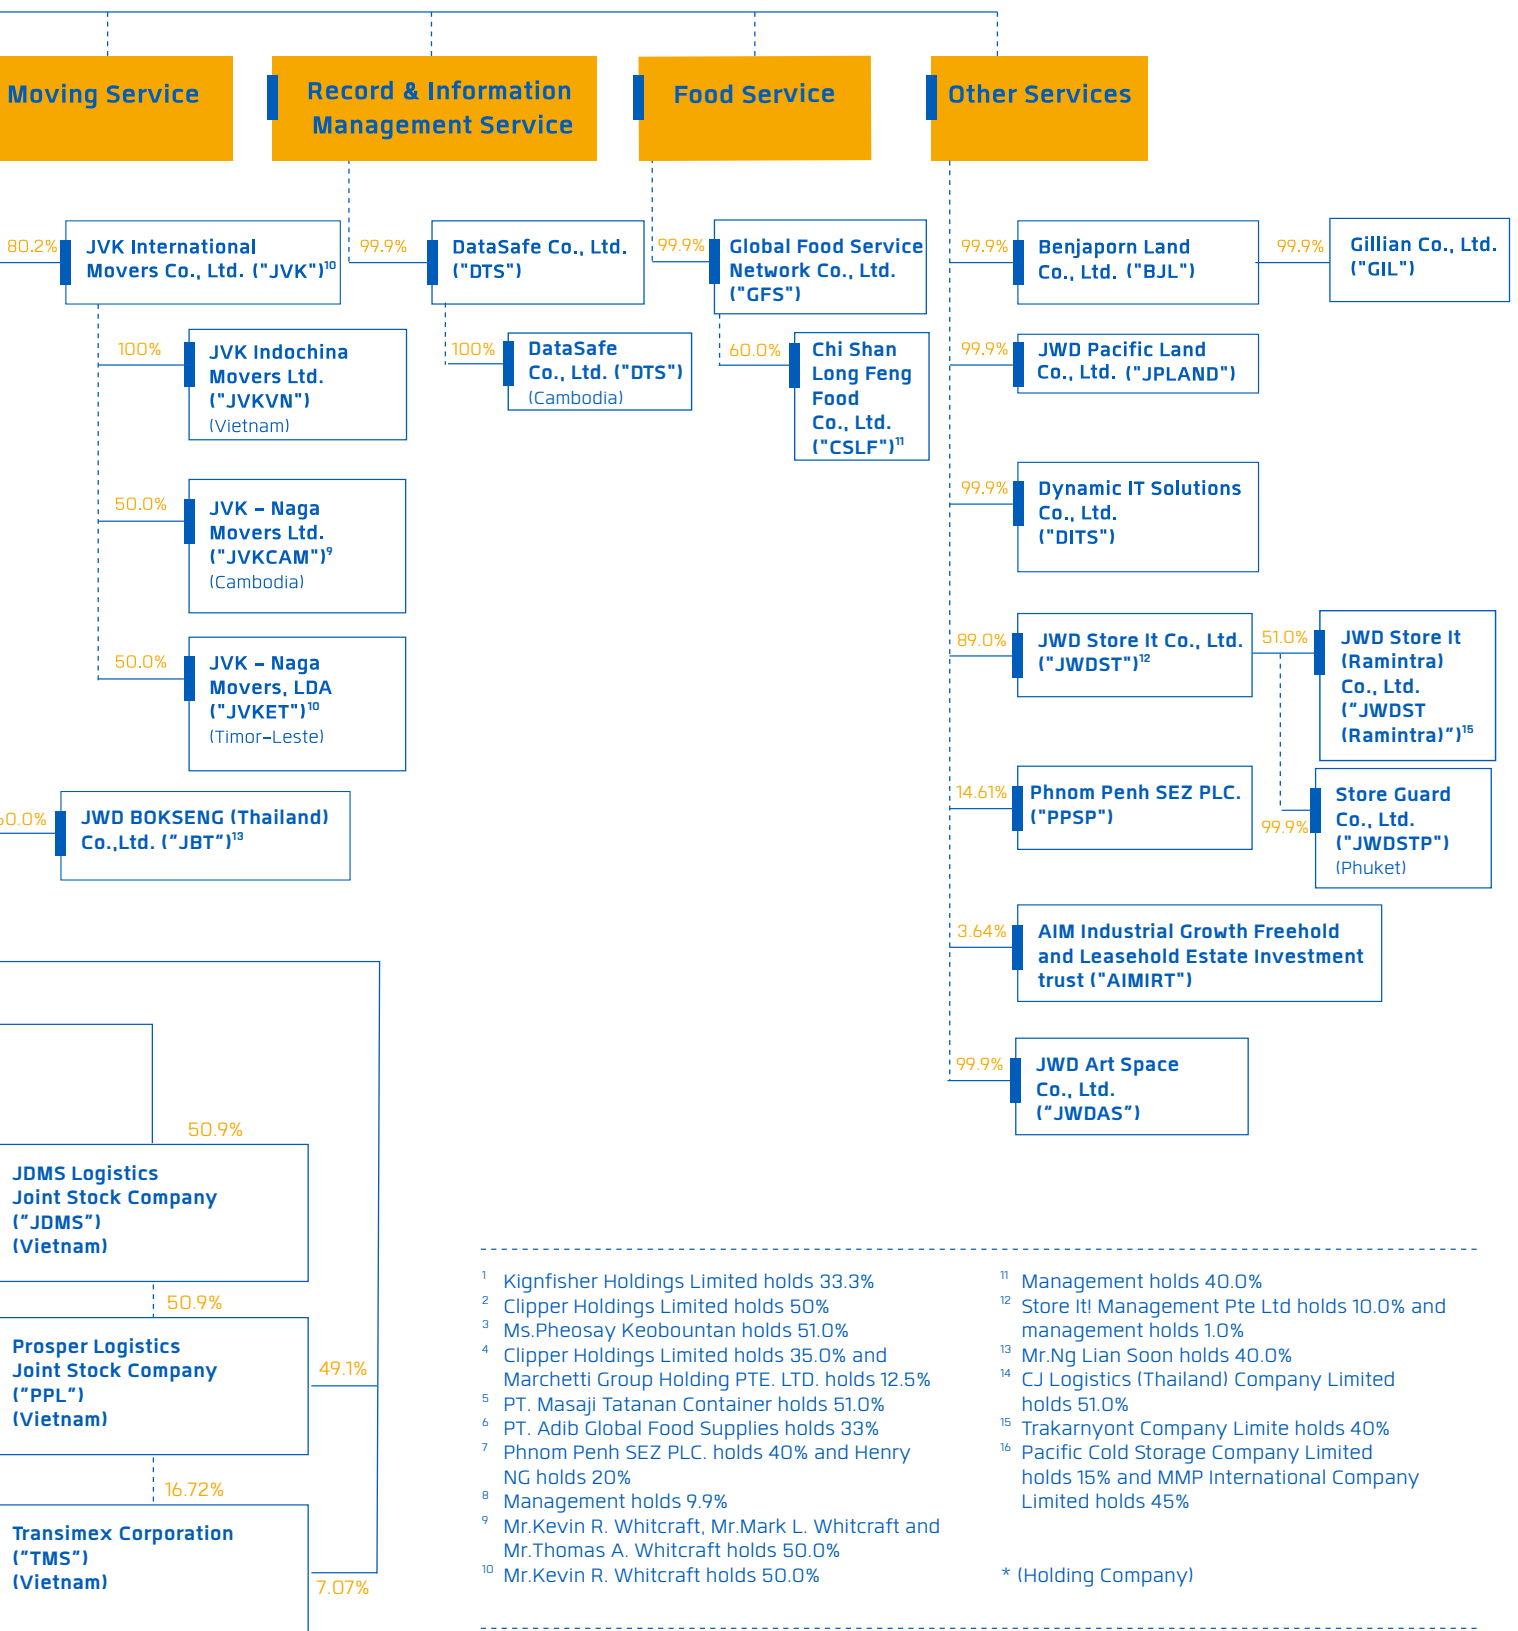 Moving Service
Record & Information
Management Service
Food Service
Other Services
80.2%
JVK International
Movers Co., Ltd. ("JVK")¹⁰
100%
JVK Indochina
Movers Ltd.
("JVKVN")
(Vietnam)
50.0%
JVK – Naga
Movers Ltd.
("JVKCAM")⁹
(Cambodia)
50.0%
JVK – Naga
Movers, LDA
("JVKET")¹⁰
(Timor–Leste)
JWD BOKSENG (Thailand)
Co.,Ltd. ("JBT")¹³
99.9%
DataSafe Co., Ltd.
("DTS")
100%
DataSafe
Co., Ltd. ("DTS")
(Cambodia)
99.9%
Global Food Service
Network Co., Ltd.
("GFS")
60.0%
Chi Shan
Long Feng
Food
Co., Ltd.
("CSLF")¹¹
99.9%
Benjaporn Land
Co., Ltd. ("BJL")
99.9%
Gillian Co., Ltd.
("GIL")
99.9%
JWD Pacific Land
Co., Ltd. ("JPLAND")
99.9%
Dynamic IT Solutions
Co., Ltd.
("DITS")
89.0%
JWD Store It Co., Ltd.
("JWDST")¹²
51.0%
JWD Store It
(Ramintra)
Co., Ltd.
("JWDST
(Ramintra)")¹⁵
14.61%
Phnom Penh SEZ PLC.
("PPSP")
99.9%
Store Guard
Co., Ltd.
("JWDSTP")
(Phuket)
3.64%
AIM Industrial Growth Freehold
and Leasehold Estate Investment
trust ("AIMIRT")
99.9%
JWD Art Space
Co., Ltd.
("JWDAS")
50.9%
JDMS Logistics
Joint Stock Company
("JDMS")
(Vietnam)
50.9%
Prosper Logistics
Joint Stock Company
("PPL")
(Vietnam)
49.1%
16.72%
Transimex Corporation
("TMS")
(Vietnam)
7.07%
¹ Kignfisher Holdings Limited holds 33.3%
² Clipper Holdings Limited holds 50%
³ Ms.Pheosay Keobountan holds 51.0%
⁴ Clipper Holdings Limited holds 35.0% and
Marchetti Group Holding PTE. LTD. holds 12.5%
⁵ PT. Masaji Tatanan Container holds 51.0%
⁶ PT. Adib Global Food Supplies holds 33%
⁷ Phnom Penh SEZ PLC. holds 40% and Henry
NG holds 20%
⁸ Management holds 9.9%
⁹ Mr.Kevin R. Whitcraft, Mr.Mark L. Whitcraft and
Mr.Thomas A. Whitcraft holds 50.0%
¹⁰ Mr.Kevin R. Whitcraft holds 50.0%
¹¹ Management holds 40.0%
¹² Store It! Management Pte Ltd holds 10.0% and
management holds 1.0%
¹³ Mr.Ng Lian Soon holds 40.0%
¹⁴ CJ Logistics (Thailand) Company Limited
holds 51.0%
¹⁵ Trakarnyont Company Limite holds 40%
¹⁶ Pacific Cold Storage Company Limited
holds 15% and MMP International Company
Limited holds 45%
* (Holding Company)